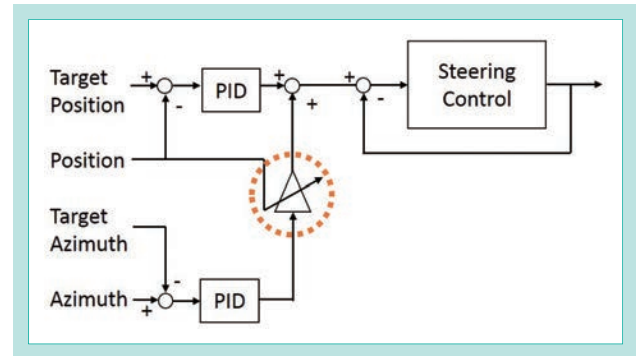 Target
Position
+
-
PID
+
+
+
-
Steering
Control
Position
Target
Azimuth
-
Azimuth
+
PID